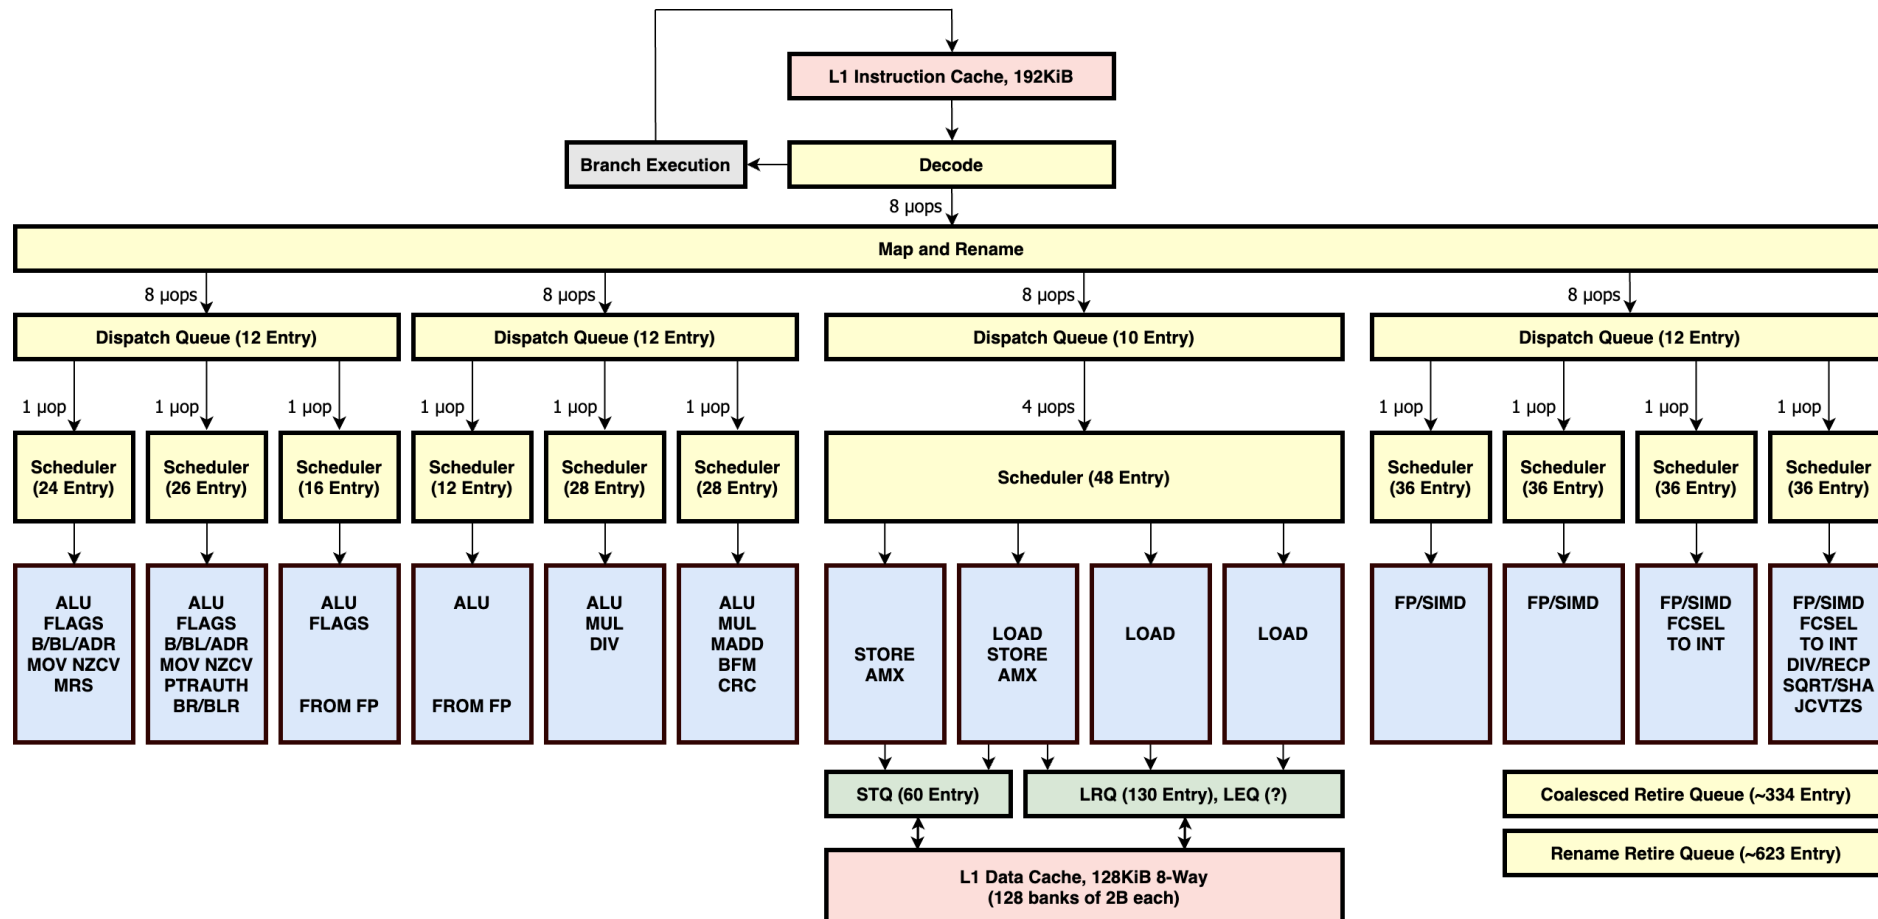 L1 Instruction Cache, 192KiB
Branch Execution
Decode
8 μops
Map and Rename
8 μops
8 μops
8 μops
8 μops
Dispatch Queue (12 Entry)
Dispatch Queue (12 Entry)
Dispatch Queue (10 Entry)
Dispatch Queue (12 Entry)
1 μop
1 μop
1 μop
1 μop
1 μop
1 μop
4 μops
1 μop
1 μop
1 μop
1 μop
Scheduler
(24 Entry)
Scheduler
(26 Entry)
Scheduler
(16 Entry)
Scheduler
(12 Entry)
Scheduler
(28 Entry)
Scheduler
(28 Entry)
Scheduler (48 Entry)
Scheduler
(36 Entry)
Scheduler
(36 Entry)
Scheduler
(36 Entry)
Scheduler
(36 Entry)
ALU
FLAGS
B/BL/ADR
MOV NZCV
MRS
ALU
FLAGS
B/BL/ADR
MOV NZCV
PTRAUTH
BR/BLR
ALU
FLAGS
FROM FP
ALU
FROM FP
ALU
MUL
DIV
ALU
MUL
MADD
BFM
CRC
STORE
AMX
LOAD
STORE
AMX
LOAD
LOAD
FP/SIMD
FP/SIMD
FP/SIMD
FCSEL
TO INT
FP/SIMD
FCSEL
TO INT
DIV/RECP
SQRT/SHA
JCVTZS
STQ (60 Entry)
LRQ (130 Entry), LEQ (?)
Coalesced Retire Queue (~334 Entry)
Rename Retire Queue (~623 Entry)
L1 Data Cache, 128KiB 8-Way
(128 banks of 2B each)